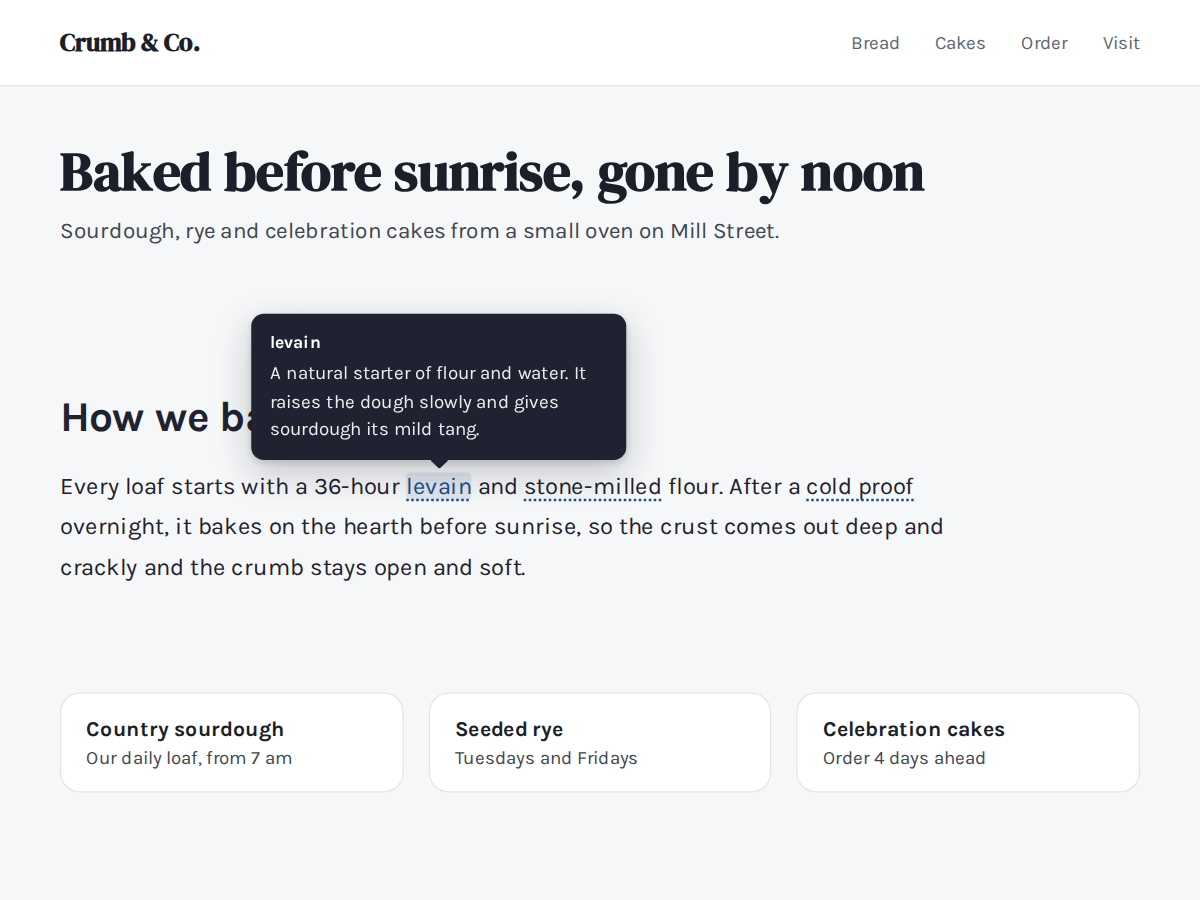 Crumb & Co.
Bread
Cakes
Order
Visit
Baked before sunrise, gone by noon
Sourdough, rye and celebration cakes from a small oven on Mill Street.
levain
A natural starter of flour and water. It
raises the dough slowly and gives
sourdough its mild tang.
How we
Every loaf starts with a 36-hour levain and stone-milled flour. After a cold proof
overnight, it bakes on the hearth before sunrise, so the crust comes out deep and
crackly and the crumb stays open and soft.
Country sourdough
Our daily loaf, from 7 am
Seeded rye
Tuesdays and Fridays
Celebration cakes
Order 4 days ahead